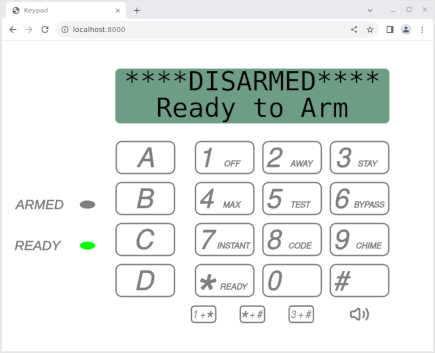 Keypad
localhost:8000
****DISARMED****
Ready to Arm
A 1 OFF 2 AWAY 3 STAY
ARMED B 4 MAX 5 TEST 6 BYPASS
READY C 7 INSTANT 8 CODE 9 CHIME
D * READY 0 #
1+* *+# 3+#